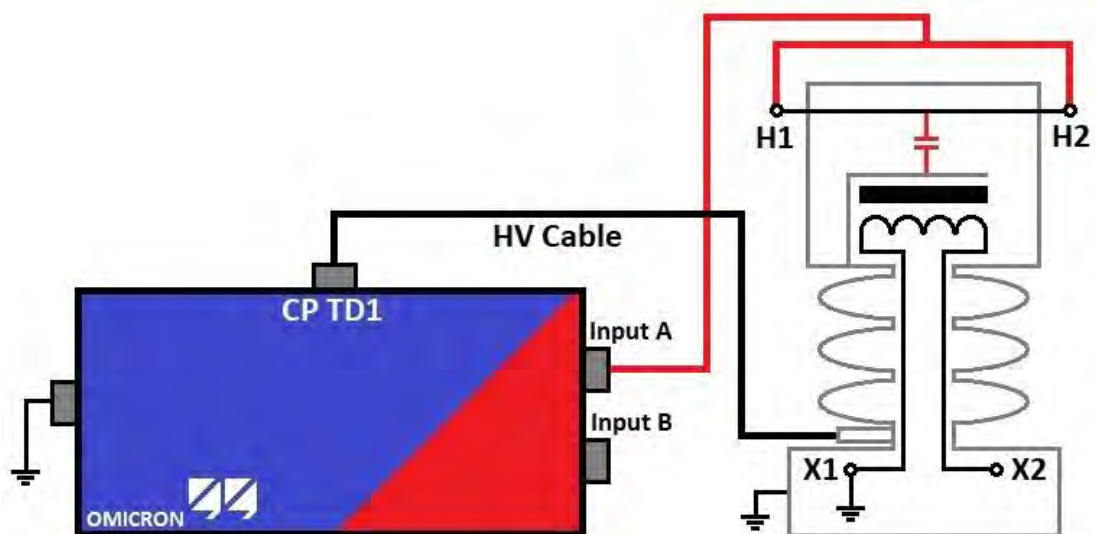 H1
H2
HV Cable
CP TD1
Input A
Input B
X1
X2
OMICRON